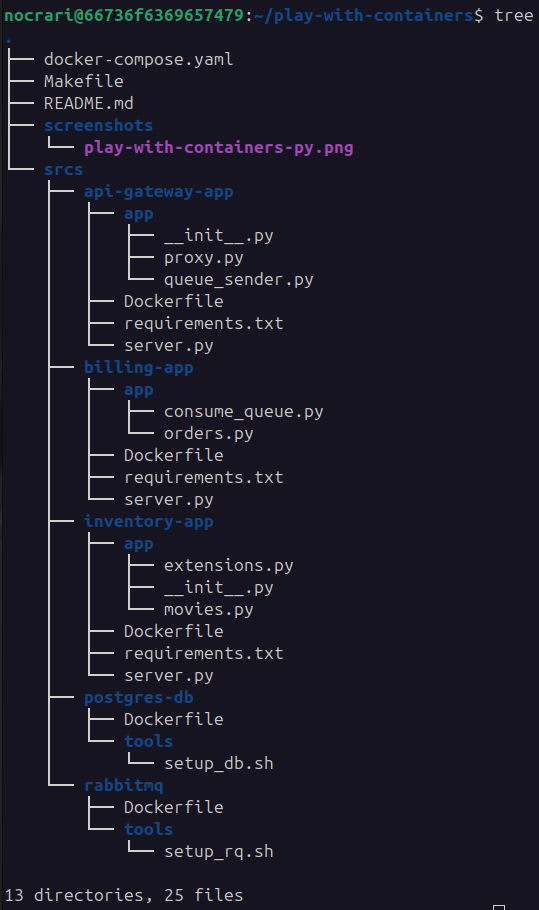 nocrari@66736f6369657479:~/play-with-containers$ tree
.
├── docker-compose.yaml
├── Makefile
├── README.md
├── screenshots
│   └── play-with-containers-py.png
└── srcs
    ├── api-gateway-app
    │   ├── app
    │   │   ├── __init__.py
    │   │   ├── proxy.py
    │   │   └── queue_sender.py
    │   ├── Dockerfile
    │   ├── requirements.txt
    │   └── server.py
    ├── billing-app
    │   ├── app
    │   │   ├── consume_queue.py
    │   │   └── orders.py
    │   ├── Dockerfile
    │   ├── requirements.txt
    │   └── server.py
    ├── inventory-app
    │   ├── app
    │   │   ├── extensions.py
    │   │   ├── __init__.py
    │   │   └── movies.py
    │   ├── Dockerfile
    │   ├── requirements.txt
    │   └── server.py
    ├── postgres-db
    │   ├── Dockerfile
    │   └── tools
    │       └── setup_db.sh
    └── rabbitmq
        ├── Dockerfile
        └── tools
            └── setup_rq.sh

13 directories, 25 files